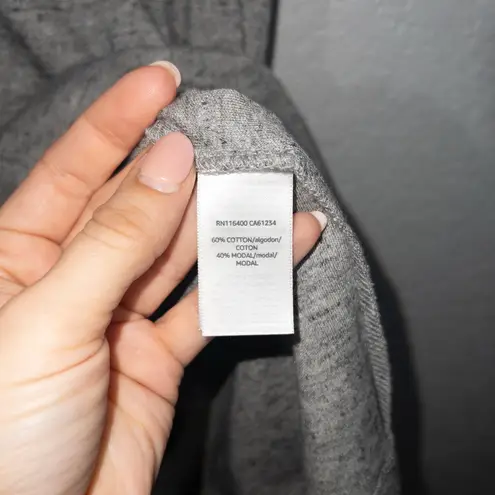 RN116400 CA61234
60% COTTON/algodon/
COTON
40% MODAL/modal/
MODAL